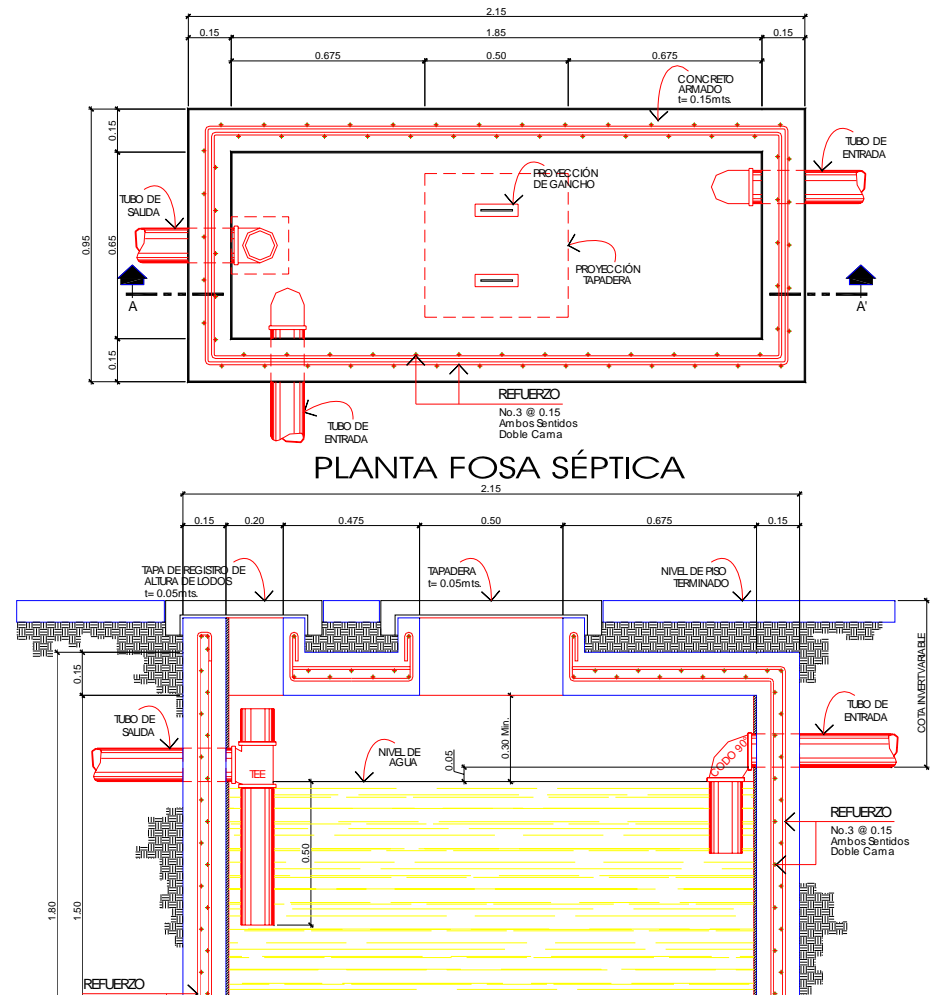 2.15
0.15
1.85
0.15
0.675
0.50
0.675
CONCRETO
ARMADO
t= 0.15mts.
0.15
0.95
0.65
0.15
TUBO DE
ENTRADA
PROYECCIÓN
DE GANCHO
TUBO DE
SALIDA
PROYECCIÓN
TAPADERA
A
A'
REFUERZO
No.3 @ 0.15
Ambos Sentidos
Doble Cama
TUBO DE
ENTRADA
PLANTA FOSA SÉPTICA
2.15
0.15
0.20
0.475
0.50
0.675
0.15
TAPA DE REGISTRO DE
ALTURA DE LODOS
t= 0.05mts.
TAPADERA
t= 0.05mts.
NIVEL DE PISO
TERMINADO
COTA INVERT VARIABLE
0.15
TUBO DE
SALIDA
TEE
NIVEL DE
AGUA
0.05
0.30 Min.
CODO 90°
TUBO DE
ENTRADA
0.50
REFUERZO
No.3 @ 0.15
Ambos Sentidos
Doble Cama
1.80
1.50
REFUERZO